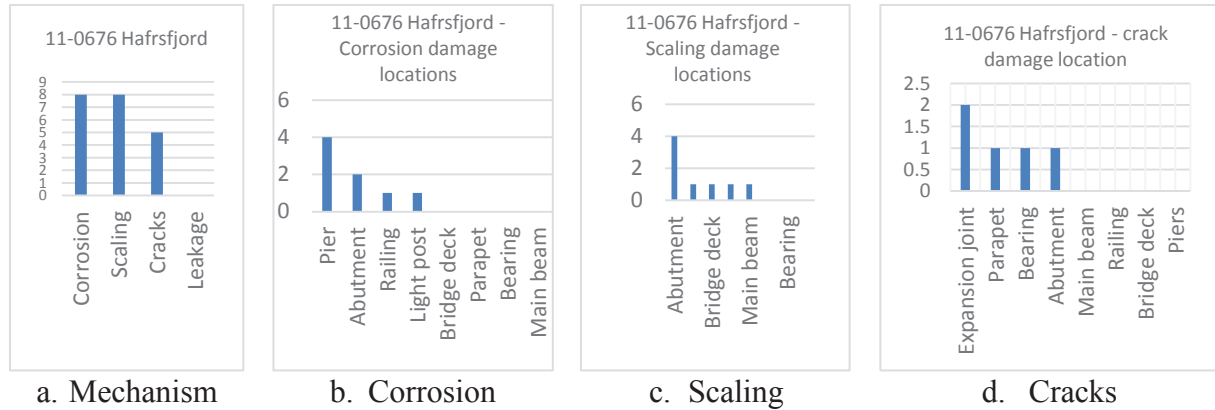 11-0676 Hafrsfjord
9
8
7
6
5
4
3
2
1
0
Corrosion
Scaling
Cracks
Leakage
a. Mechanism
11-0676 Hafrsfjord -
Corrosion damage
locations
6
4
2
0
Pier
Abutment
Railing
Light post
Bridge deck
Parapet
Bearing
Main beam
b. Corrosion
11-0676 Hafrsfjord -
Scaling damage
locations
6
4
2
0
Abutment
Bridge deck
Main beam
Bearing
c. Scaling
11-0676 Hafrsfjord - crack
damage location
2.5
2
1.5
1
0.5
0
Expansion joint
Parapet
Bearing
Abutment
Main beam
Railing
Bridge deck
Piers
d. Cracks